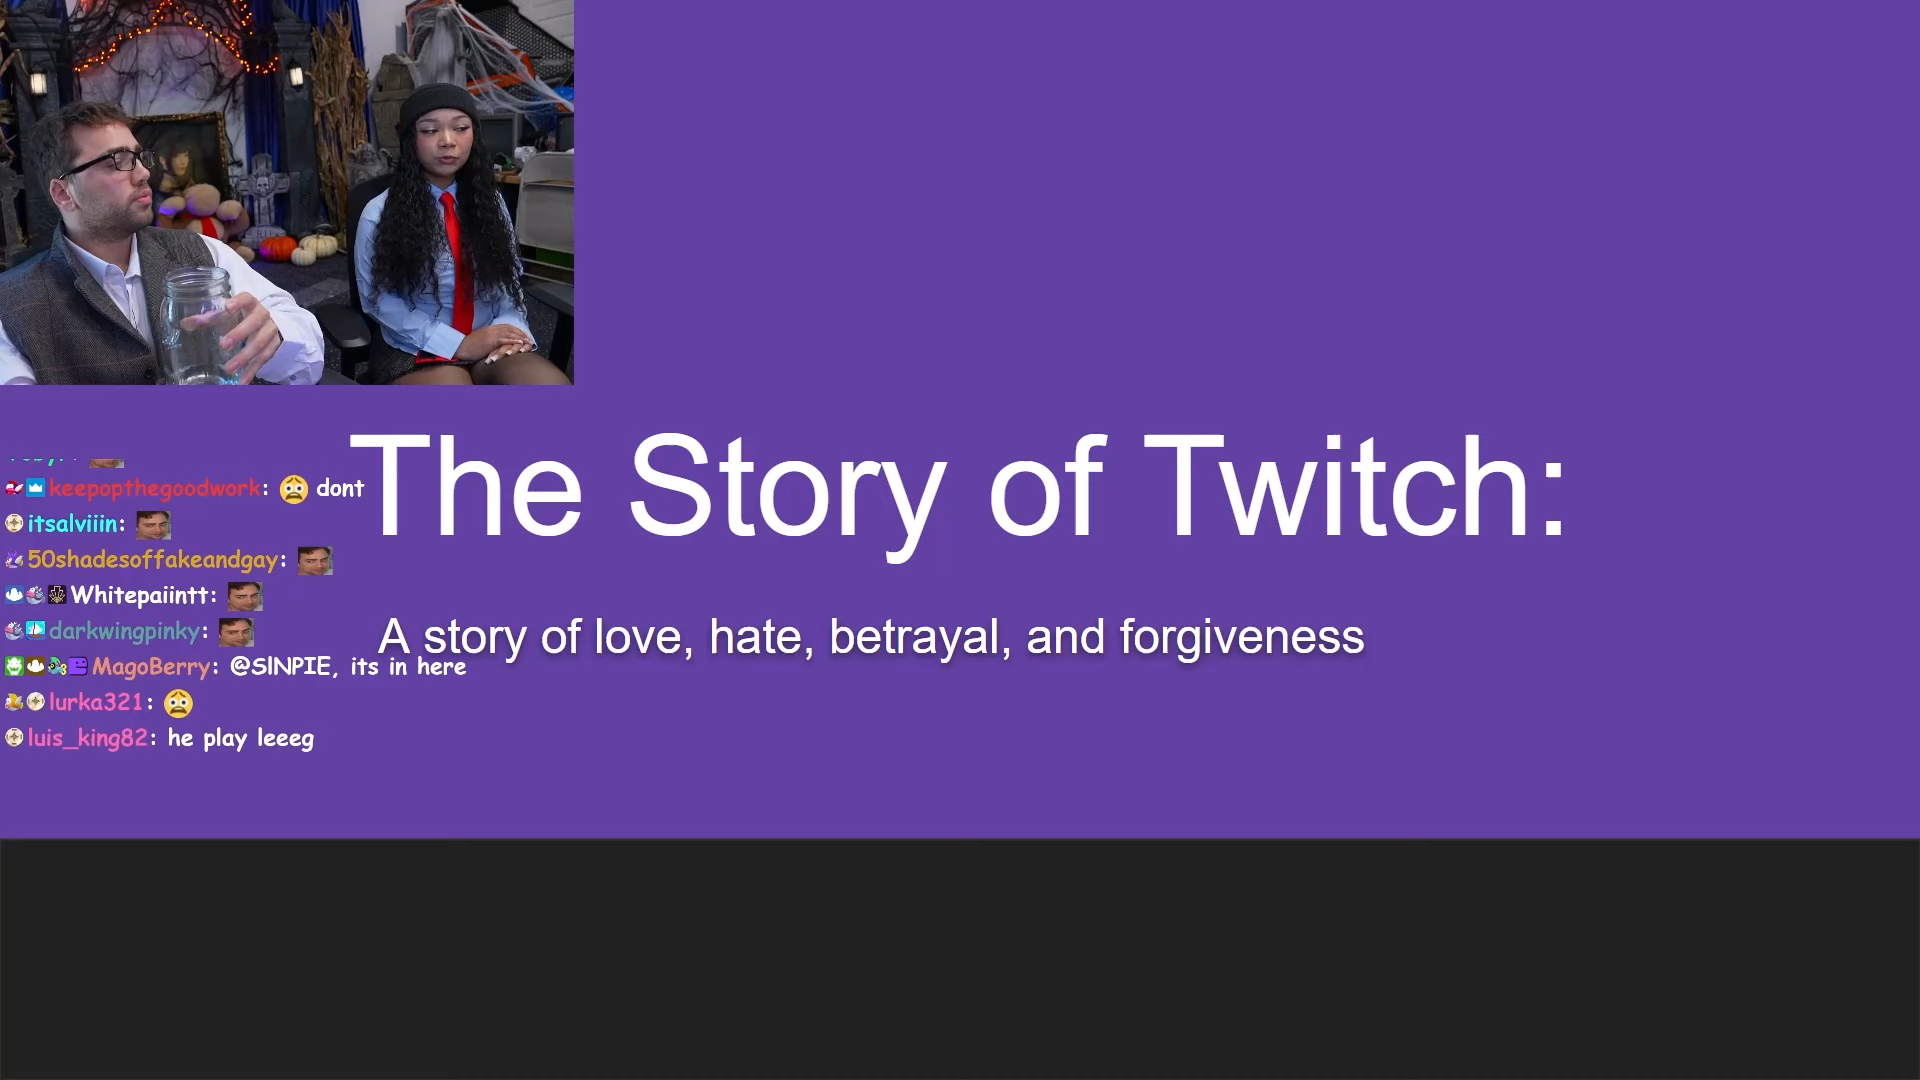 The Story of Twitch:
A story of love, hate, betrayal, and forgiveness
keepopthegoodwork: dont
itsalviiin:
50shadesoffakeandgay:
Whitepaiintt:
darkwingpinky:
MagoBerry: @SlNPIE, its in here
lurka321:
luis_king82: he play leeeg